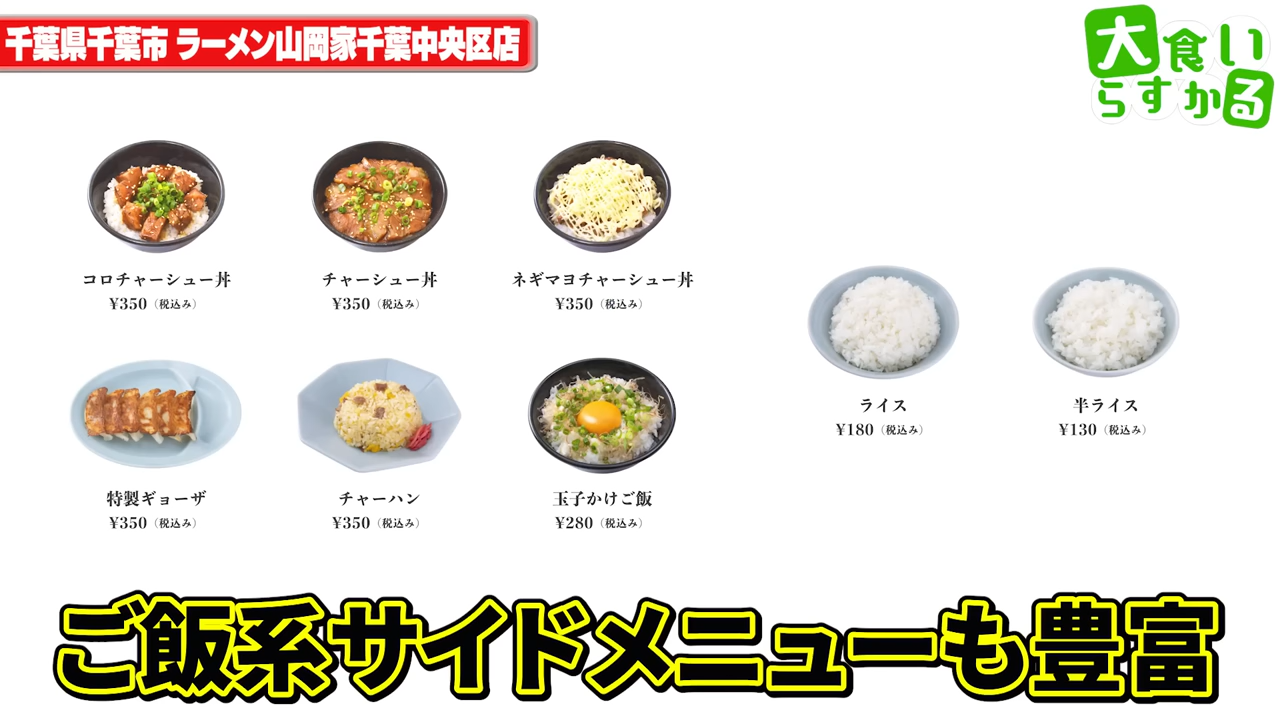 千葉県千葉市 ラーメン山岡家千葉中央区店
大食い
らすかる
コロチャーシュー丼
¥350（税込み）
チャーシュー丼
¥350（税込み）
ネギマヨチャーシュー丼
¥350（税込み）
特製ギョーザ
¥350（税込み）
チャーハン
¥350（税込み）
玉子かけご飯
¥280（税込み）
ライス
¥180（税込み）
半ライス
¥130（税込み）
ご飯系サイドメニューも豊富